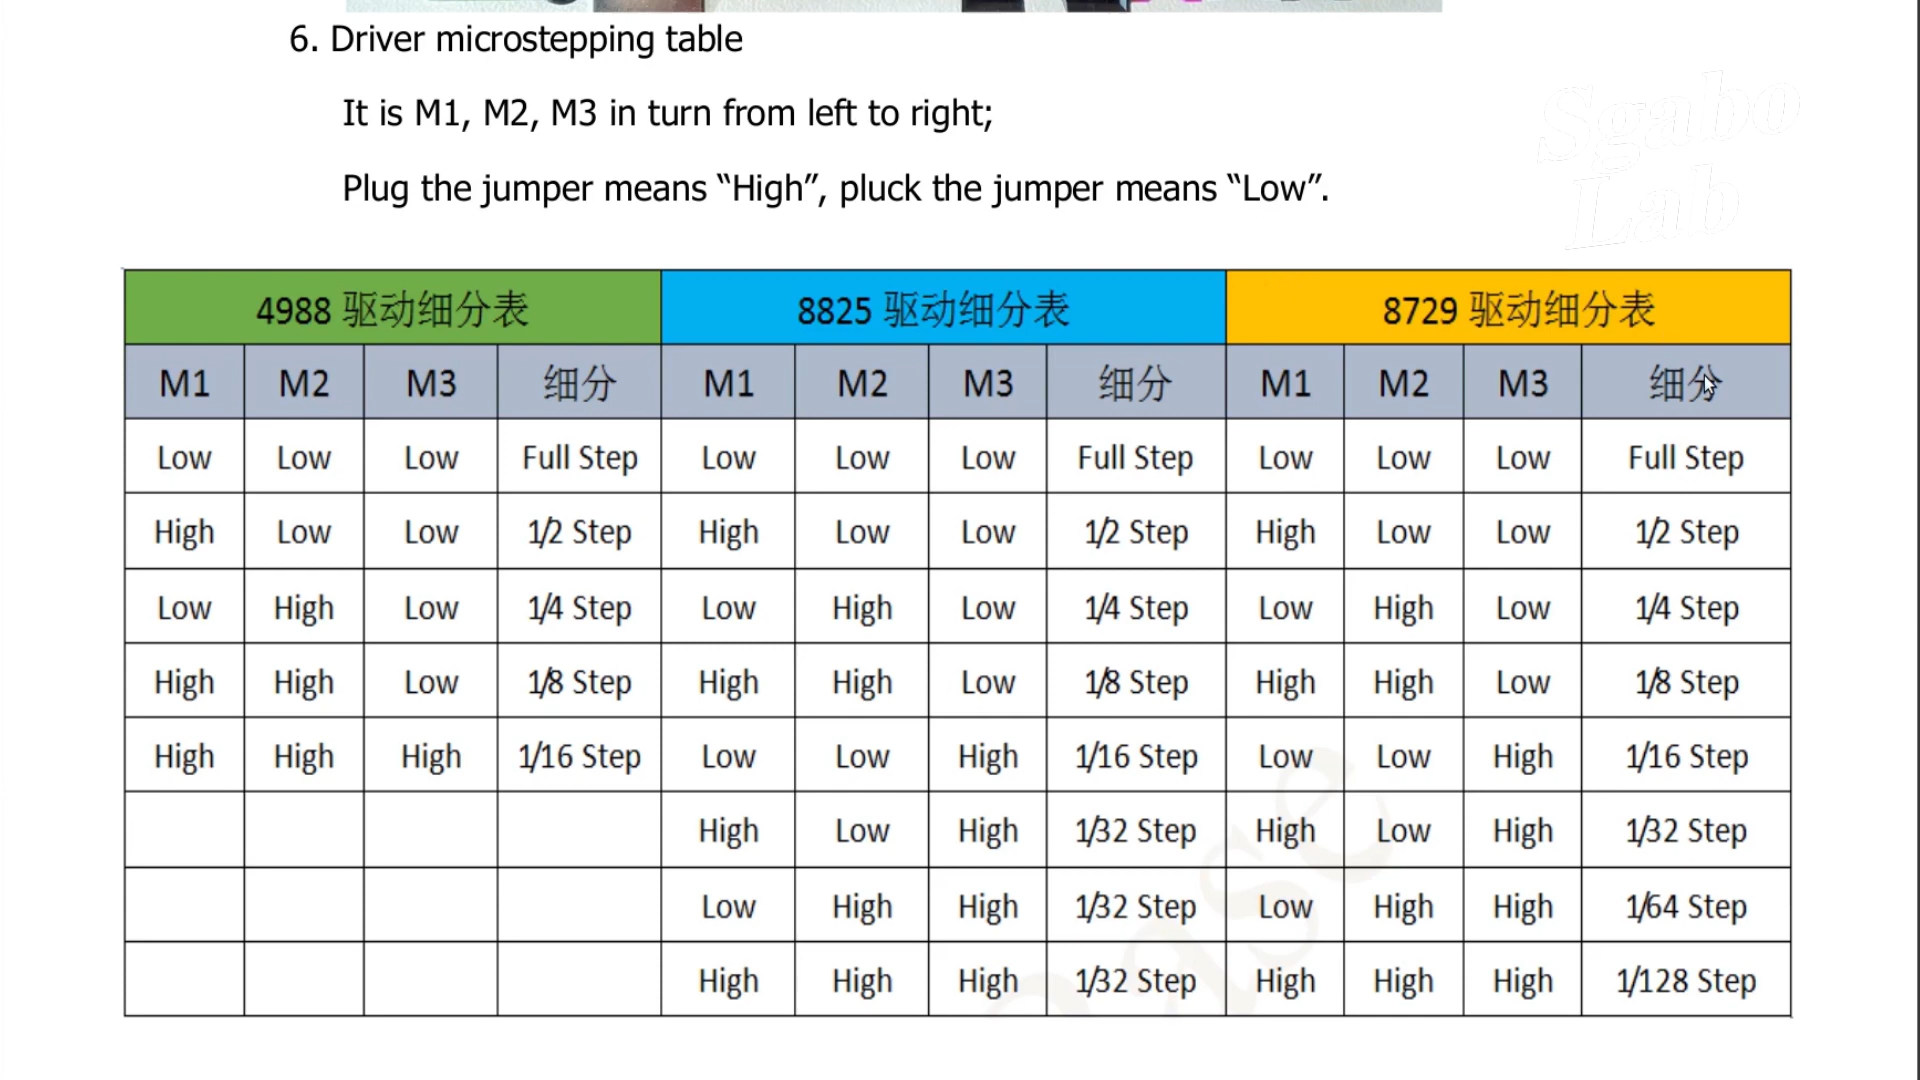 6. Driver microstepping table
It is M1, M2, M3 in turn from left to right;
Plug the jumper means “High”, pluck the jumper means “Low”.
Sgabo
Lab
4988 驱动细分表 8825 驱动细分表 8729 驱动细分表
M1 M2 M3 细分 M1 M2 M3 细分 M1 M2 M3 细分
Low Low Low Full Step Low Low Low Full Step Low Low Low Full Step
High Low Low 1/2 Step High Low Low 1/2 Step High Low Low 1/2 Step
Low High Low 1/4 Step Low High Low 1/4 Step Low High Low 1/4 Step
High High Low 1/8 Step High High Low 1/8 Step High High Low 1/8 Step
High High High 1/16 Step Low Low High 1/16 Step Low Low High 1/16 Step
High Low High 1/32 Step High Low High 1/32 Step
Low High High 1/32 Step Low High High 1/64 Step
High High High 1/32 Step High High High 1/128 Step